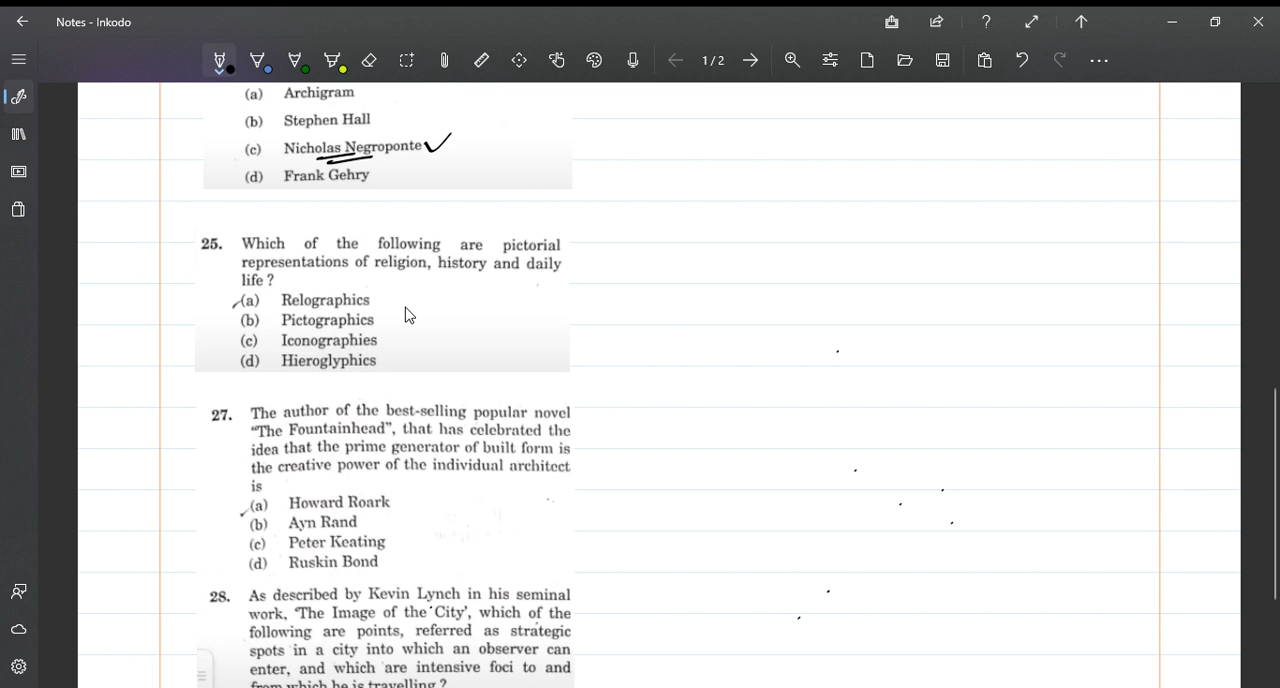 Notes - Inkodo
1/2
(a) Archigram
(b) Stephen Hall
(c) Nicholas Negroponte
(d) Frank Gehry
25. Which of the following are pictorial
representations of religion, history and daily
life ?
(a) Relographics
(b) Pictographics
(c) Iconographies
(d) Hieroglyphics
27. The author of the best-selling popular novel
"The Fountainhead", that has celebrated the
idea that the prime generator of built form is
the creative power of the individual architect
is
(a) Howard Roark
(b) Ayn Rand
(c) Peter Keating
(d) Ruskin Bond
28. As described by Kevin Lynch in his seminal
work, 'The Image of the City', which of the
following are points, referred as strategic
spots in a city into which an observer can
enter, and which are intensive foci to and
from which he is travelling ?